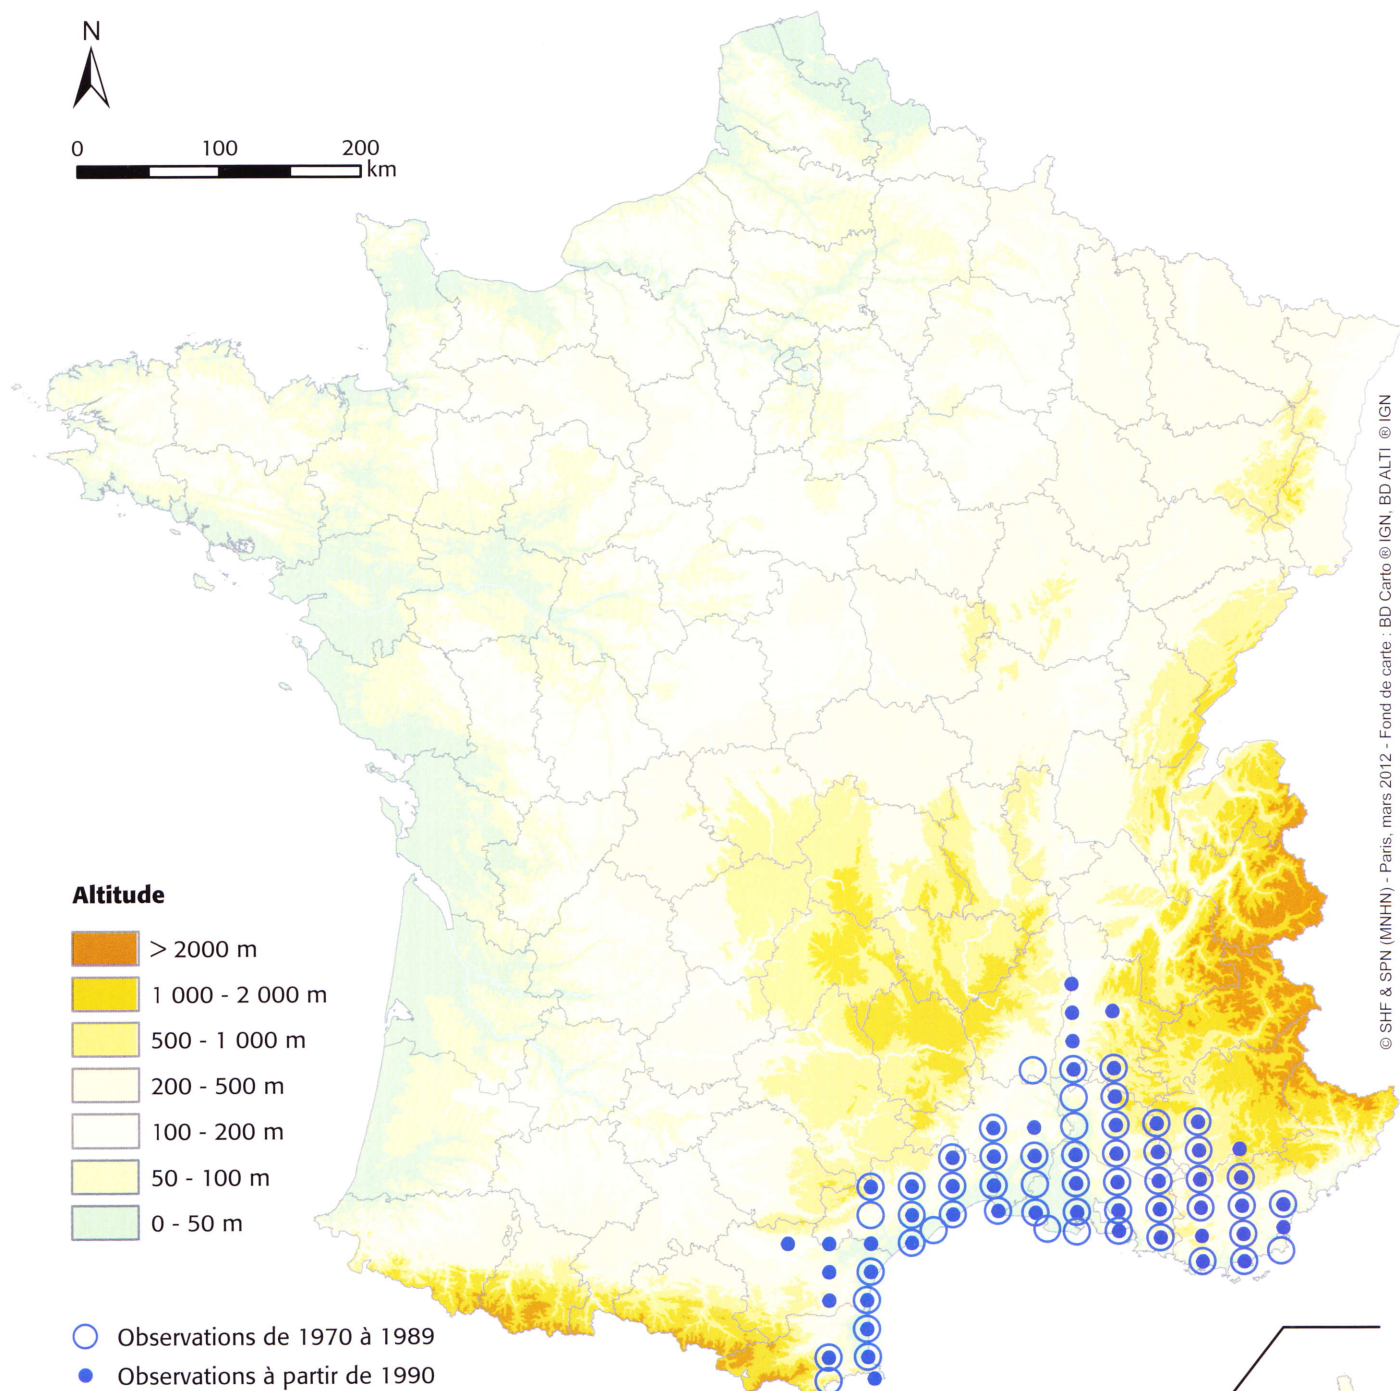 N
0 100 200
km
Altitude
> 2000 m
1 000 - 2 000 m
500 - 1 000 m
200 - 500 m
100 - 200 m
50 - 100 m
0 - 50 m
Observations de 1970 à 1989
Observations à partir de 1990
© SHF & SPN (MNHN) - Paris, mars 2012 - Fond de carte : BD Carto ® IGN, BD ALTI ® IGN